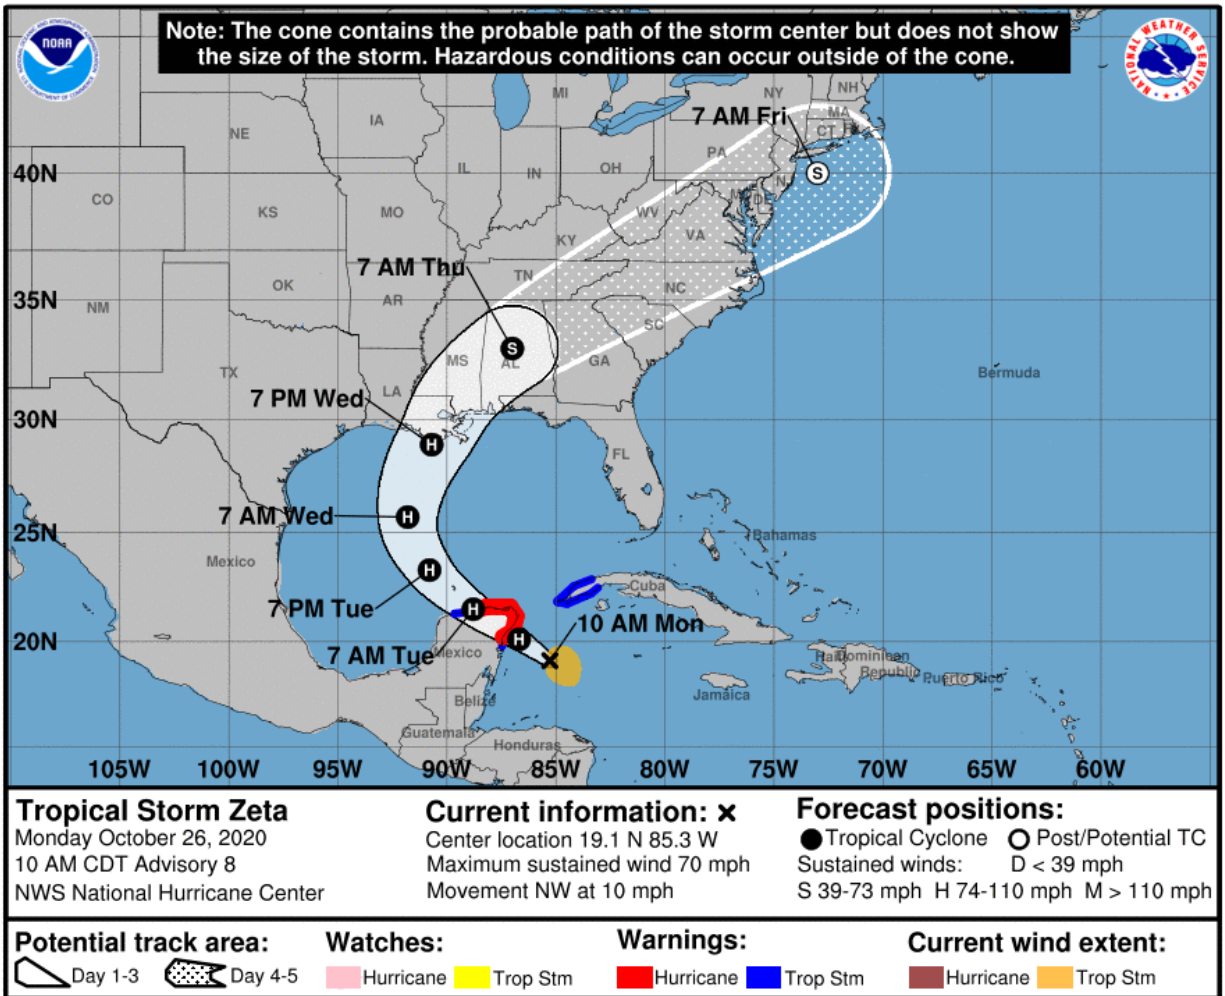 Note: The cone contains the probable path of the storm center but does not show
the size of the storm. Hazardous conditions can occur outside of the cone.
NOAA
NATIONAL WEATHER SERVICE
NATIONAL OCEANIC AND ATMOSPHERIC ADMINISTRATION
U.S. DEPARTMENT OF COMMERCE
MI
NY
NH
7 AM Fri
MA
NE
IA
CT
PA
40N
IL
IN
OH
S
CO
DE
KS
MO
WV
VA
KY
7 AM Thu
TN
OK
NC
35N
AR
NM
SC
S
MS
AL
GA
TX
Bermuda
LA
7 PM Wed
30N
H
FL
7 AM Wed
H
25N
Bahamas
Mexico
H
Cuba
7 PM Tue
H
10 AM Mon
20N
H
7 AM Tue
Mexico
Haiti
Dominican
Republic
Puerto Rico
Jamaica
Belize
Guatemala
Honduras
105W 100W 95W 90W 85W 80W 75W 70W 65W 60W
Tropical Storm Zeta
Monday October 26, 2020
10 AM CDT Advisory 8
NWS National Hurricane Center
Current information: ×
Center location 19.1 N 85.3 W
Maximum sustained wind 70 mph
Movement NW at 10 mph
Forecast positions:
Tropical Cyclone Post/Potential TC
Sustained winds: D < 39 mph
S 39-73 mph H 74-110 mph M > 110 mph
Potential track area:
Day 1-3 Day 4-5
Watches:
Hurricane Trop Stm
Warnings:
Hurricane Trop Stm
Current wind extent:
Hurricane Trop Stm